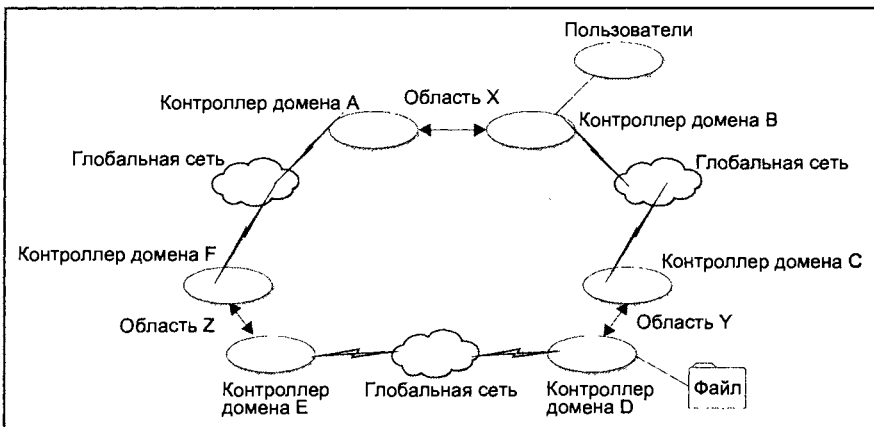 Пользователи
Контроллер домена A
Область X
Контроллер домена B
Глобальная сеть
Глобальная сеть
Контроллер домена F
Контроллер домена C
Область Z
Область Y
Контроллер
домена E
Глобальная сеть
Контроллер
домена D
Файл